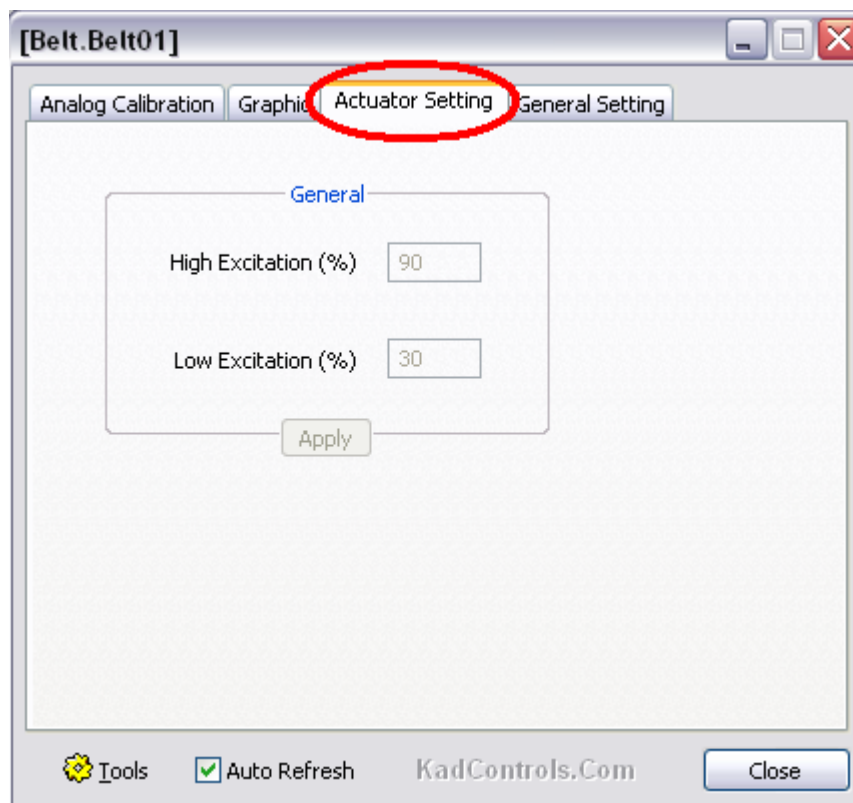 [Belt.Belt01]
Analog Calibration Graphic Actuator Setting General Setting
General
High Excitation (%) 90
Low Excitation (%) 30
Apply
Tools Auto Refresh KadControls.Com Close